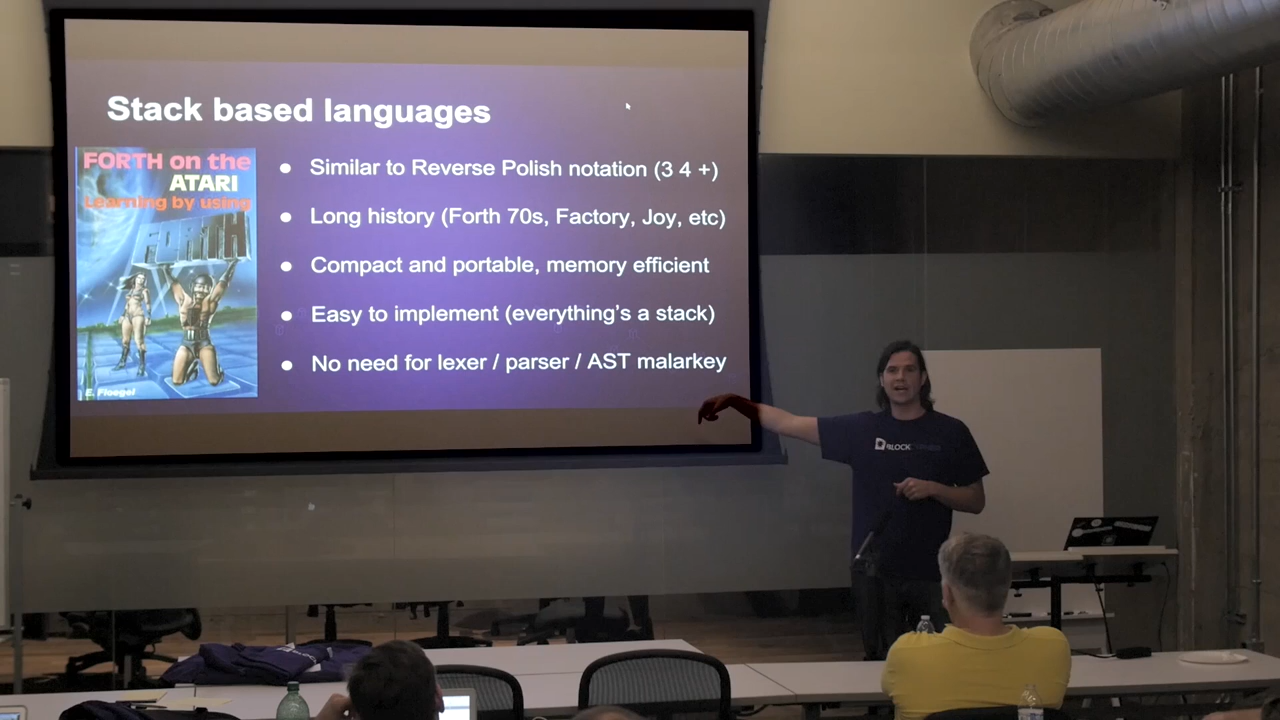 Stack based languages
FORTH on the
ATARI
Learning by using
FORTH
E. Floegel
● Similar to Reverse Polish notation (3 4 +)
● Long history (Forth 70s, Factory, Joy, etc)
● Compact and portable, memory efficient
● Easy to implement (everything's a stack)
● No need for lexer / parser / AST malarkey
BLOCK